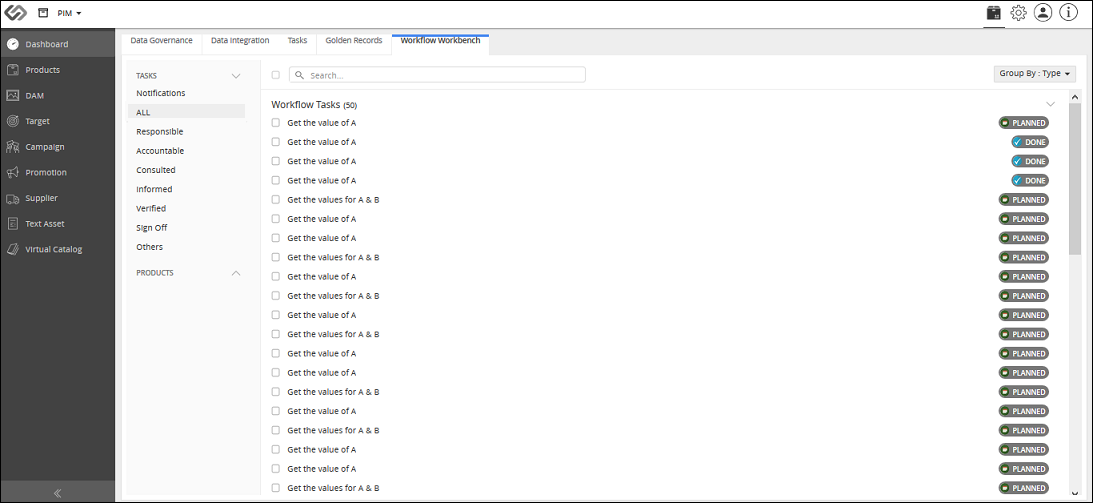 PIM
Dashboard
Products
DAM
Target
Campaign
Promotion
Supplier
Text Asset
Virtual Catalog
Data Governance Data Integration Tasks Golden Records Workflow Workbench
TASKS
Notifications
ALL
Responsible
Accountable
Consulted
Informed
Verified
Sign Off
Others
PRODUCTS
Search...
Group By : Type
Workflow Tasks (50)
Get the value of A PLANNED
Get the value of A DONE
Get the value of A DONE
Get the value of A DONE
Get the values for A & B PLANNED
Get the value of A PLANNED
Get the value of A PLANNED
Get the values for A & B PLANNED
Get the value of A PLANNED
Get the values for A & B PLANNED
Get the value of A PLANNED
Get the values for A & B PLANNED
Get the value of A PLANNED
Get the value of A PLANNED
Get the values for A & B PLANNED
Get the value of A PLANNED
Get the values for A & B PLANNED
Get the value of A PLANNED
Get the value of A PLANNED
Get the values for A & B PLANNED